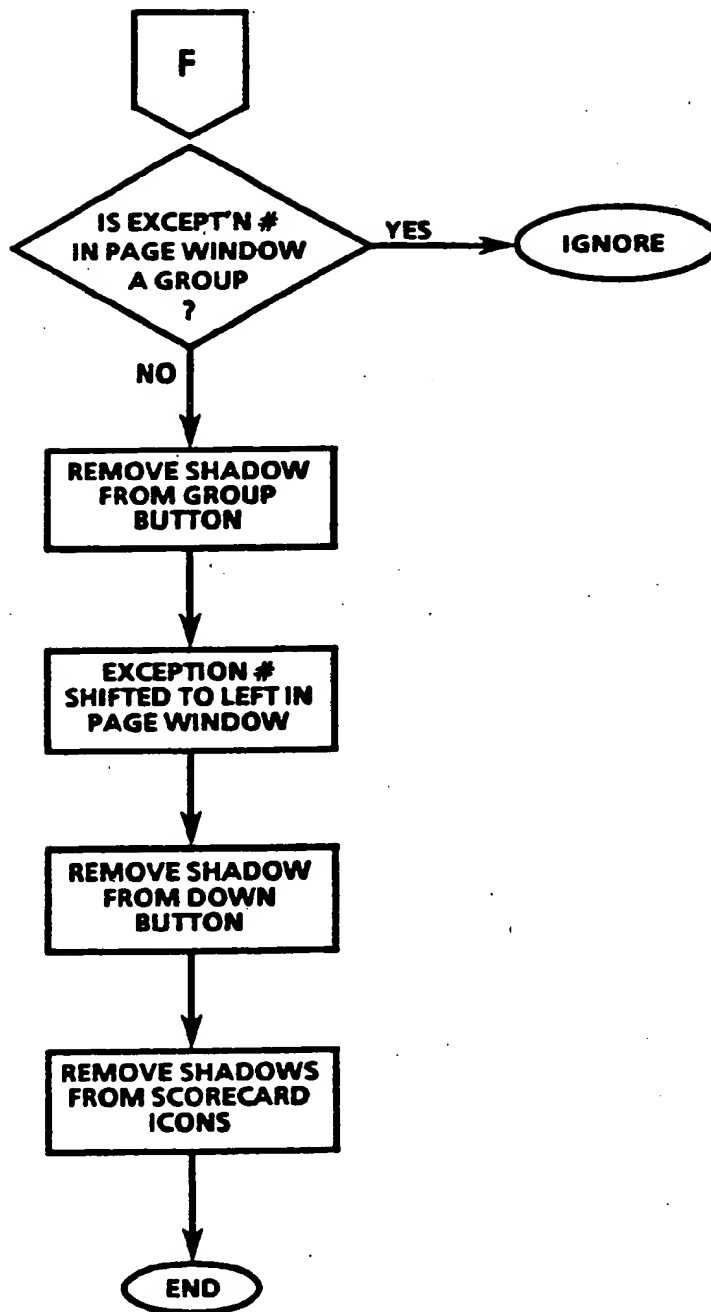 F
IS EXCEPT'N #
IN PAGE WINDOW
A GROUP
?
YES
IGNORE
NO
REMOVE SHADOW
FROM GROUP
BUTTON
EXCEPTION #
SHIFTED TO LEFT IN
PAGE WINDOW
REMOVE SHADOW
FROM DOWN
BUTTON
REMOVE SHADOWS
FROM SCORECARD
ICONS
END